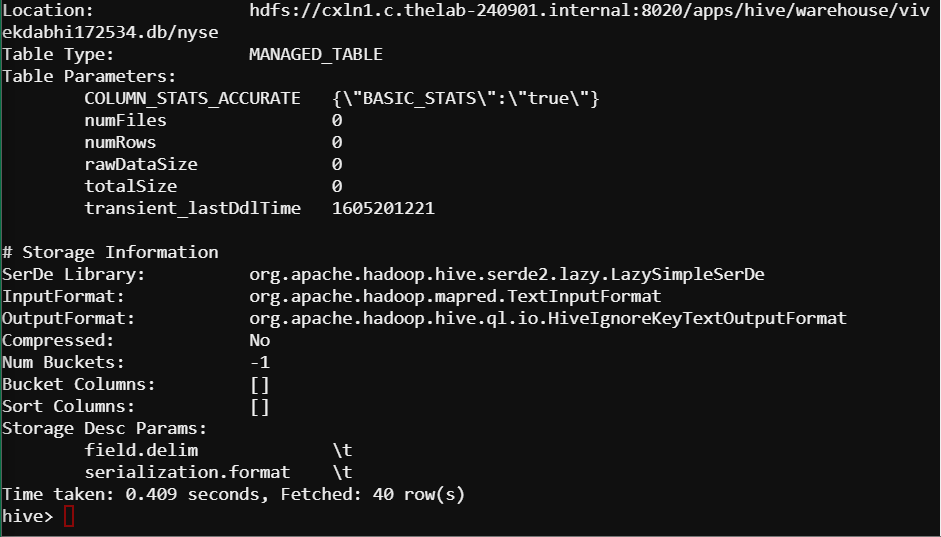 Location:               hdfs://cxln1.c.thelab-240901.internal:8020/apps/hive/warehouse/viv
ekdabhi172534.db/nyse
Table Type:             MANAGED_TABLE
Table Parameters:
        COLUMN_STATS_ACCURATE   {\"BASIC_STATS\":\"true\"}
        numFiles                0
        numRows                 0
        rawDataSize             0
        totalSize               0
        transient_lastDdlTime   1605201221

# Storage Information
SerDe Library:          org.apache.hadoop.hive.serde2.lazy.LazySimpleSerDe
InputFormat:            org.apache.hadoop.mapred.TextInputFormat
OutputFormat:           org.apache.hadoop.hive.ql.io.HiveIgnoreKeyTextOutputFormat
Compressed:             No
Num Buckets:            -1
Bucket Columns:         []
Sort Columns:           []
Storage Desc Params:
        field.delim             \t
        serialization.format    \t
Time taken: 0.409 seconds, Fetched: 40 row(s)
hive>